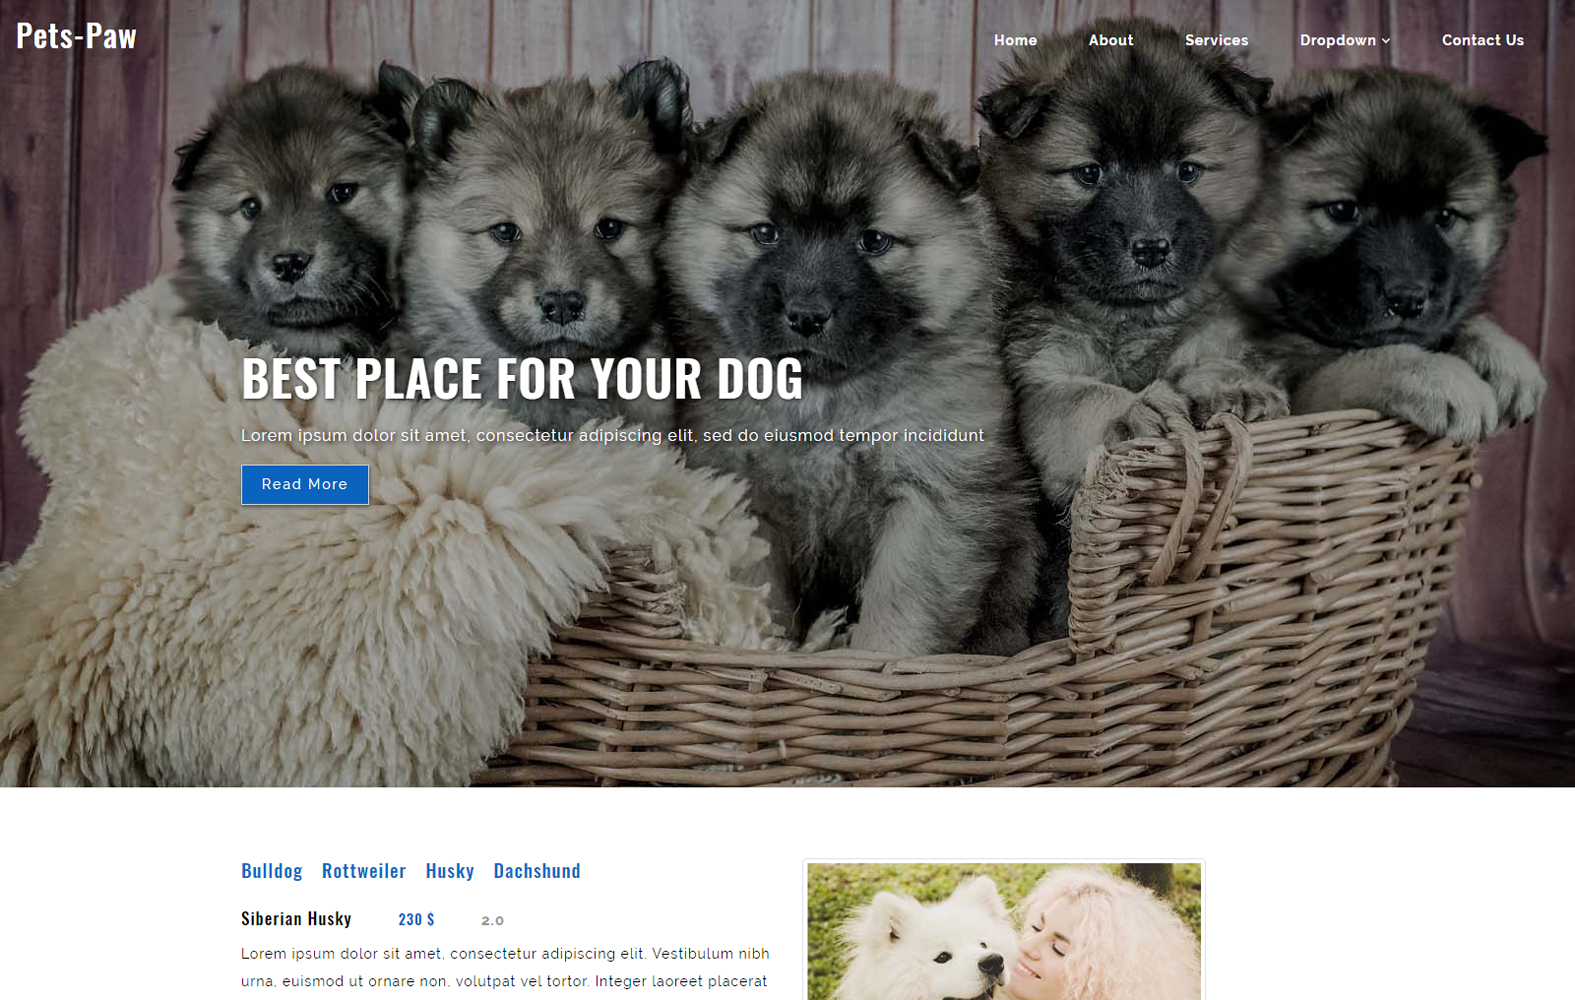 Pets-Paw
Home About Services Dropdown Contact Us
BEST PLACE FOR YOUR DOG
Lorem ipsum dolor sit amet, consectetur adipiscing elit, sed do eiusmod tempor incididunt
Read More
Bulldog Rottweiler Husky Dachshund
Siberian Husky 230 $ 2.0
Lorem ipsum dolor sit amet, consectetur adipiscing elit. Vestibulum nibh
urna, euismod ut ornare non, volutpat vel tortor. Integer laoreet placerat